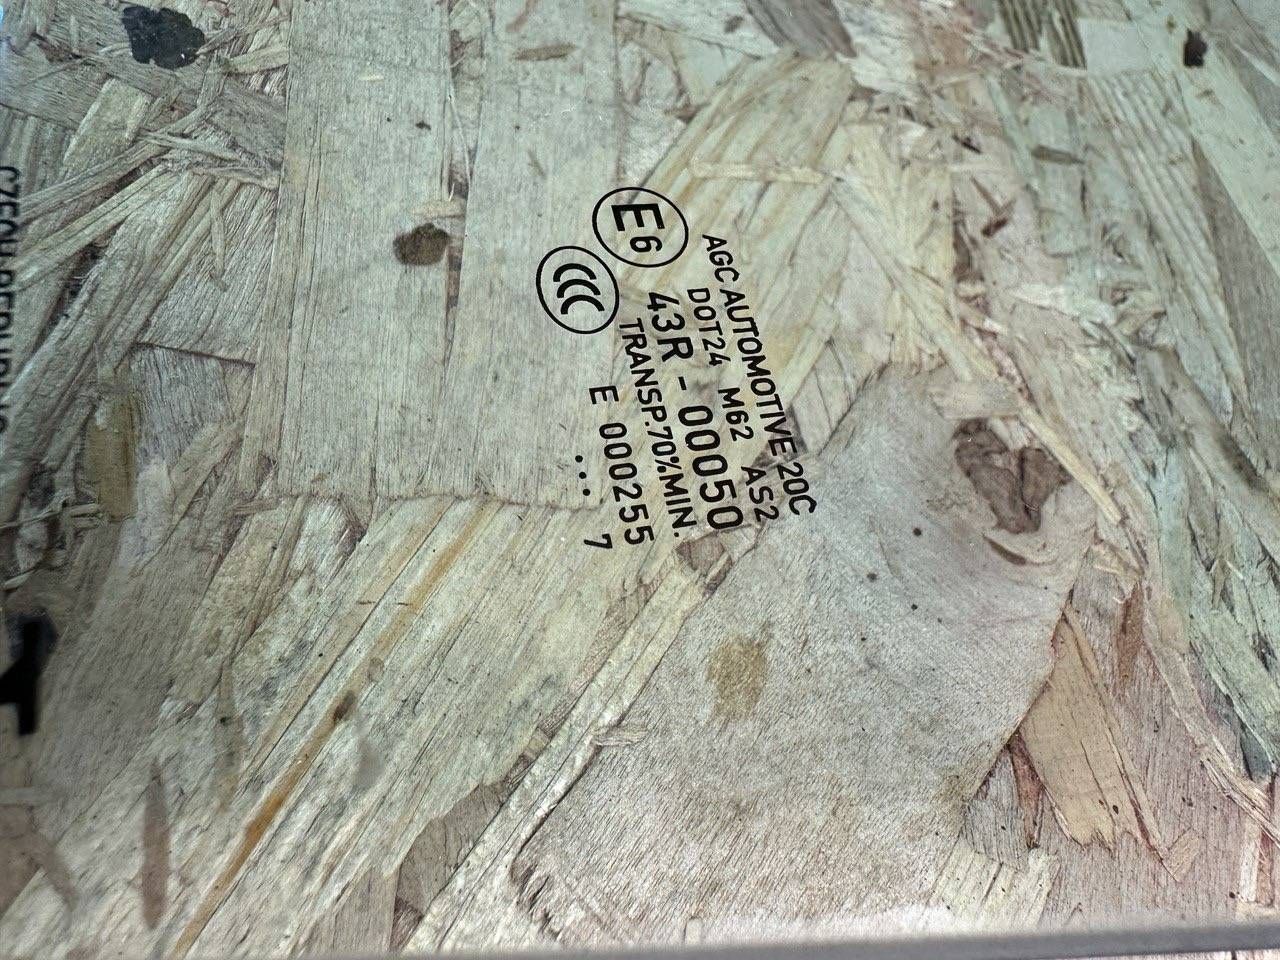 AGC AUTOMOTIVE 20C
DOT24 M62 AS2
E6
43R - 00050
TRANSP.70%MIN.
CCC
E 000255
... 7